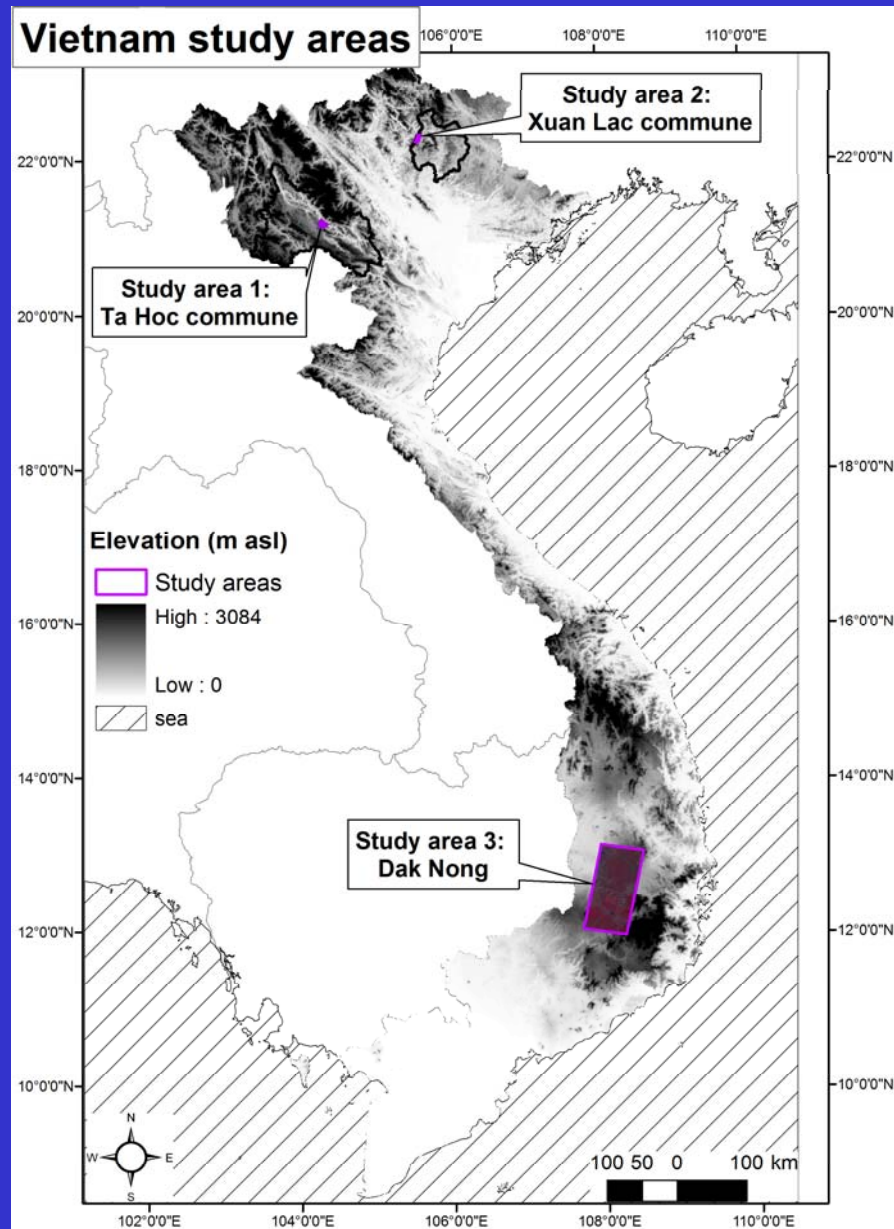 Vietnam study areas
106°0'0"E
108°0'0"E
110°0'0"E
Study area 2:
Xuan Lac commune
22°0'0"N
22°0'0"N
Study area 1:
Ta Hoc commune
20°0'0"N
20°0'0"N
18°0'0"N
18°0'0"N
Elevation (m asl)
Study areas
High : 3084
Low : 0
sea
16°0'0"N
16°0'0"N
14°0'0"N
14°0'0"N
Study area 3:
Dak Nong
12°0'0"N
12°0'0"N
10°0'0"N
10°0'0"N
N
W
E
S
100 50 0 100 km
102°0'0"E
104°0'0"E
106°0'0"E
108°0'0"E
110°0'0"E